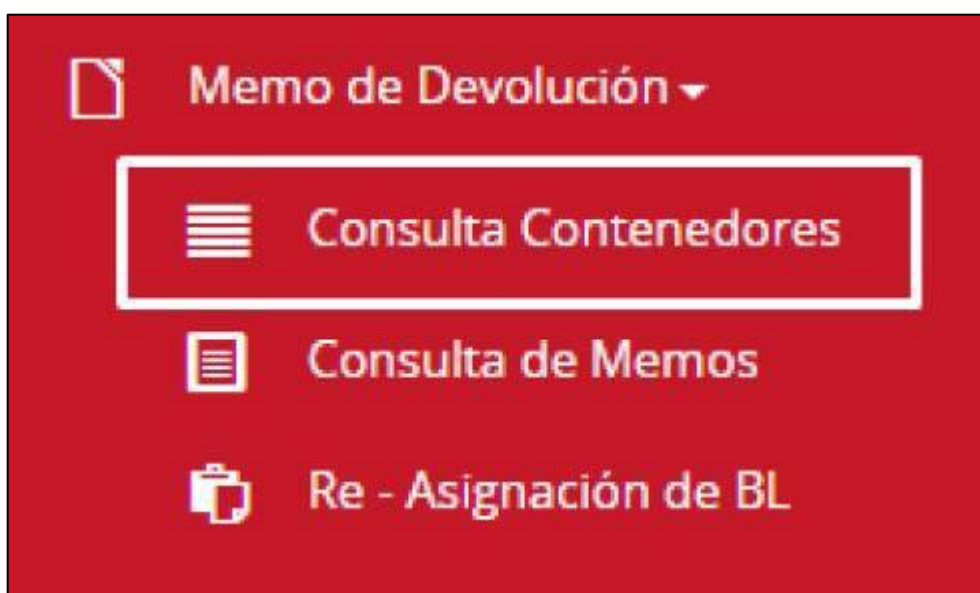 Memo de Devolución
Consulta Contenedores
Consulta de Memos
Re - Asignación de BL